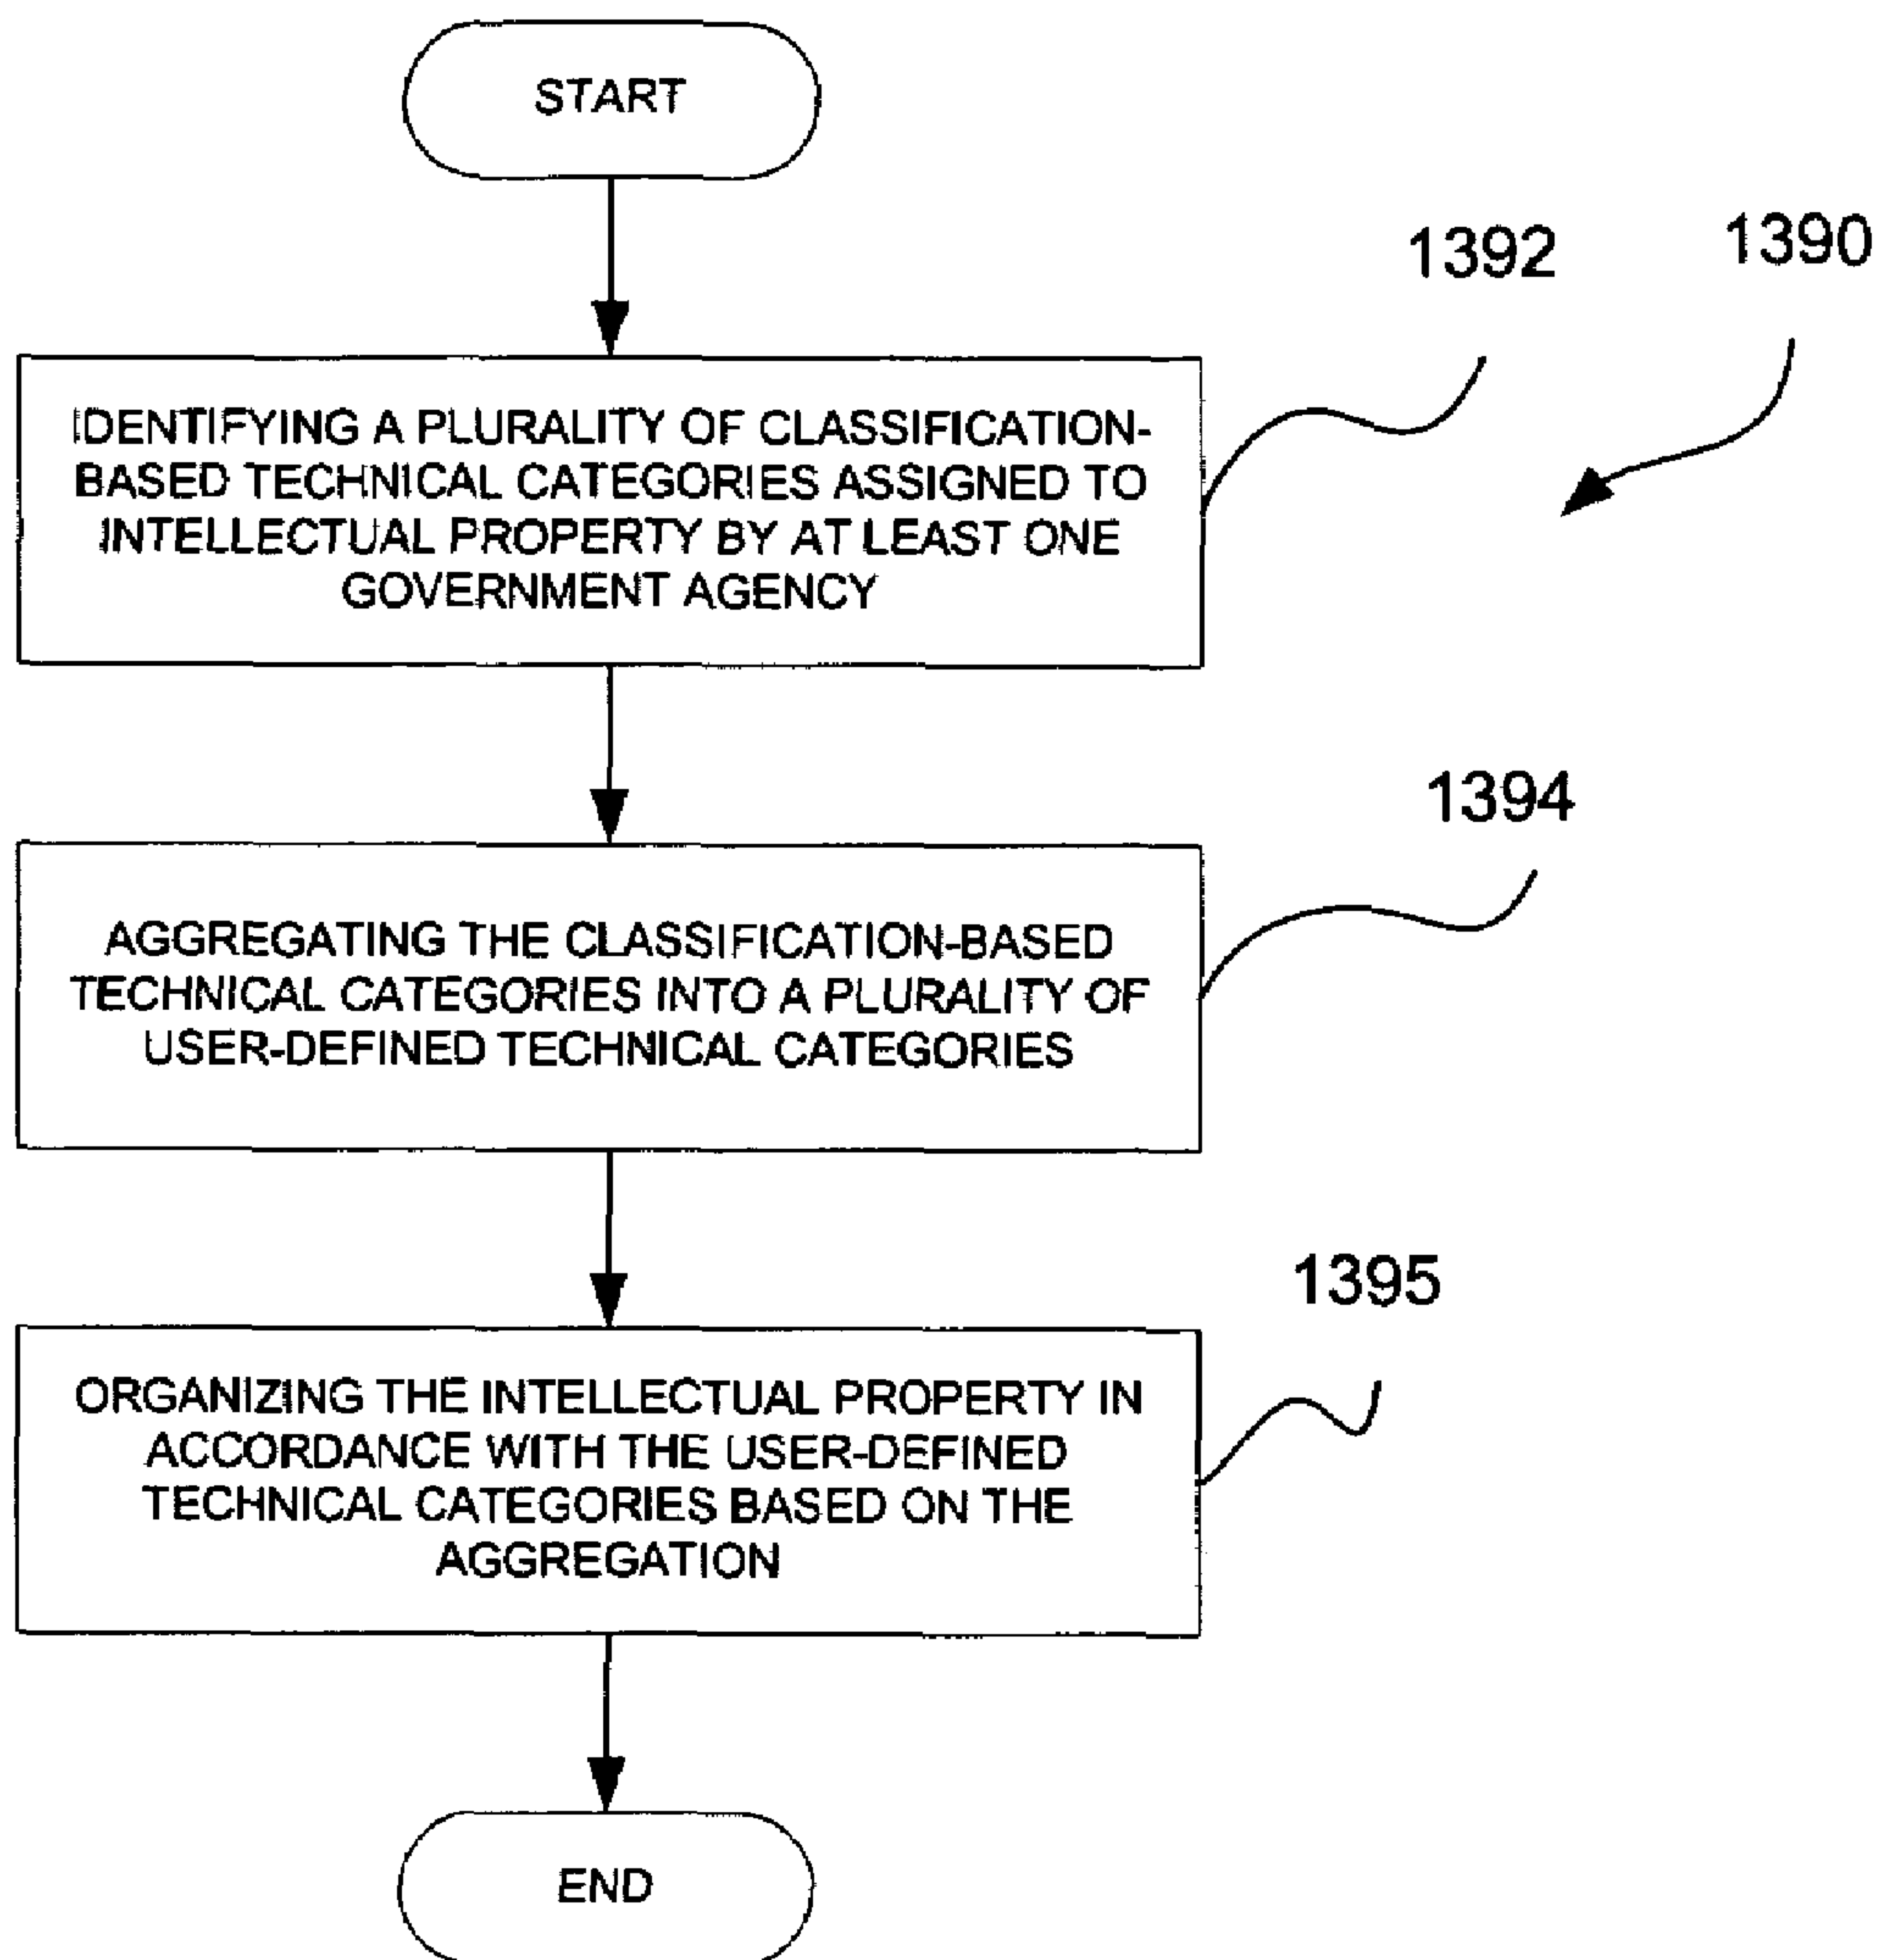 START
1392
1390
IDENTIFYING A PLURALITY OF CLASSIFICATION-
BASED TECHNICAL CATEGORIES ASSIGNED TO
INTELLECTUAL PROPERTY BY AT LEAST ONE
GOVERNMENT AGENCY
1394
AGGREGATING THE CLASSIFICATION-BASED
TECHNICAL CATEGORIES INTO A PLURALITY OF
USER-DEFINED TECHNICAL CATEGORIES
1395
ORGANIZING THE INTELLECTUAL PROPERTY IN
ACCORDANCE WITH THE USER-DEFINED
TECHNICAL CATEGORIES BASED ON THE
AGGREGATION
END